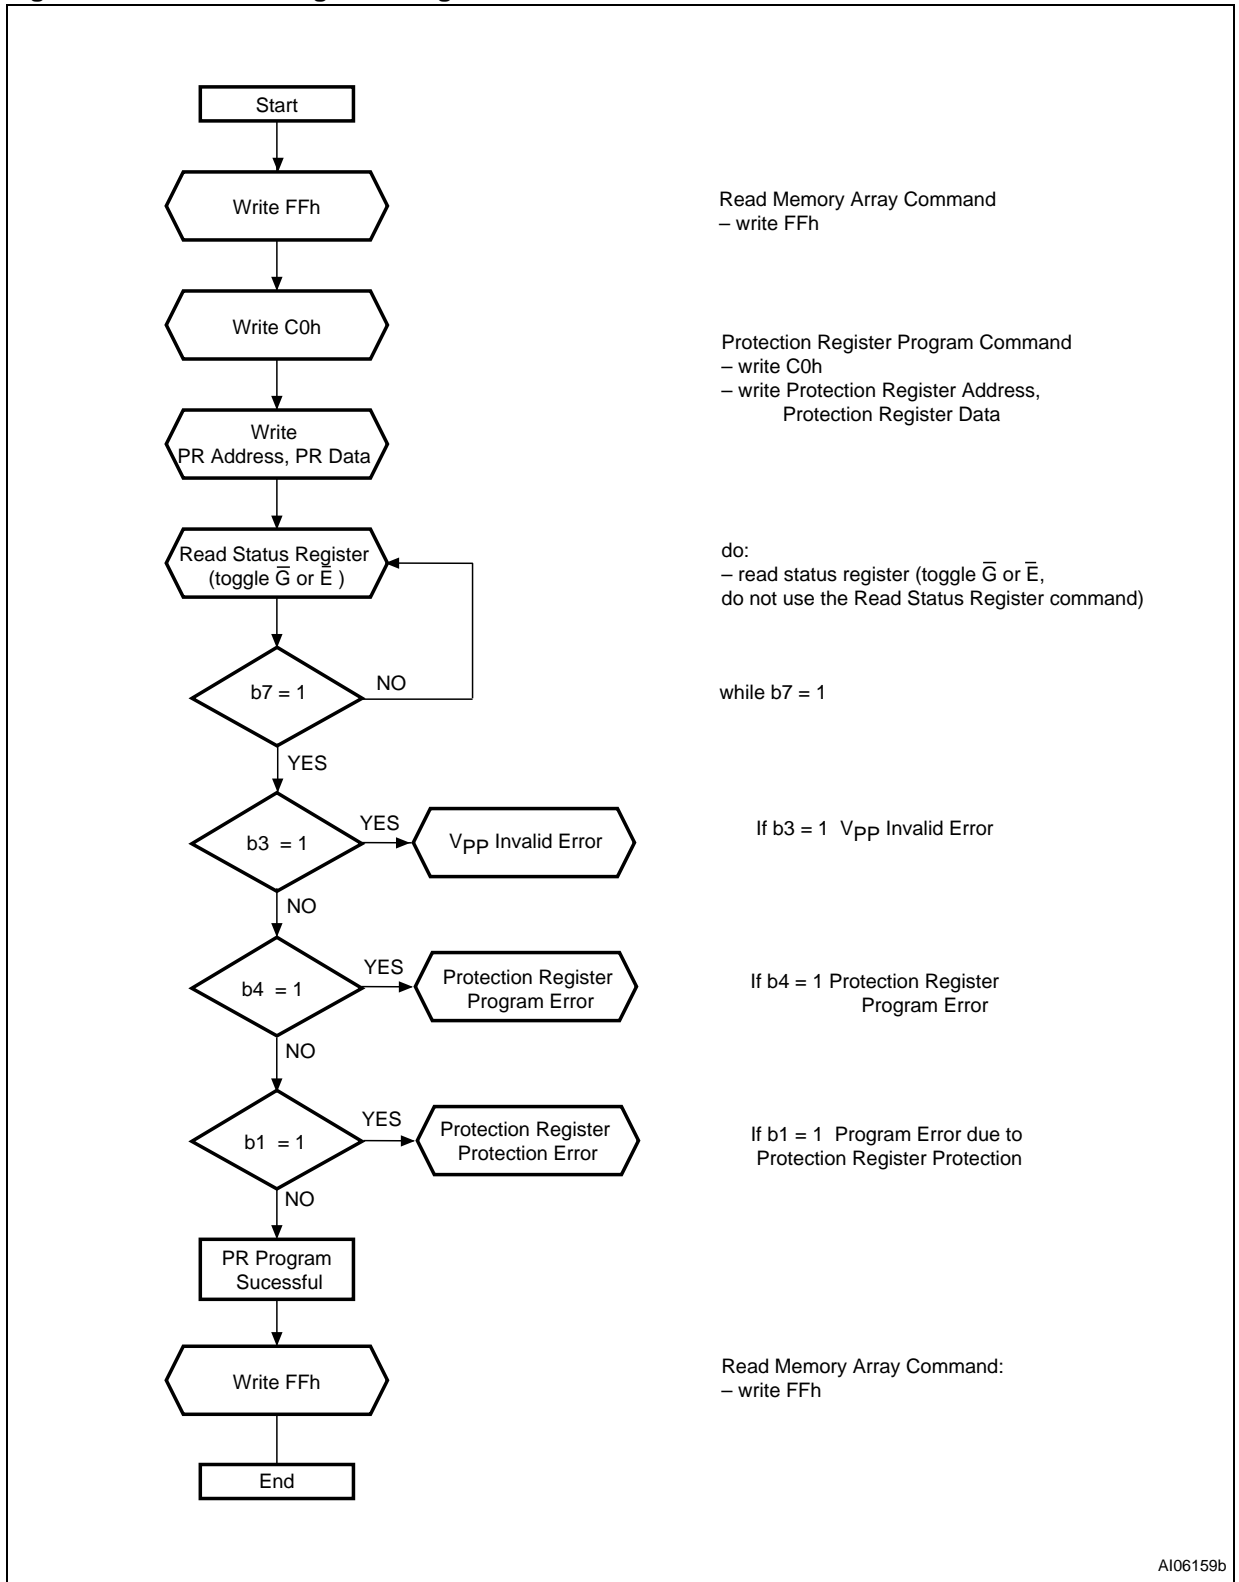 Start
Write FFh
Read Memory Array Command
– write FFh
Write C0h
Protection Register Program Command
– write C0h
– write Protection Register Address,
Protection Register Data
Write
PR Address, PR Data
Read Status Register
(toggle G̅ or E̅ )
do:
– read status register (toggle G̅ or E̅,
do not use the Read Status Register command)
b7 = 1
NO
while b7 = 1
YES
b3 = 1
YES
VPP Invalid Error
If b3 = 1 VPP Invalid Error
NO
b4 = 1
YES
Protection Register
Program Error
If b4 = 1 Protection Register
Program Error
NO
b1 = 1
YES
Protection Register
Protection Error
If b1 = 1 Program Error due to
Protection Register Protection
NO
PR Program
Sucessful
Write FFh
Read Memory Array Command:
– write FFh
End
AI06159b